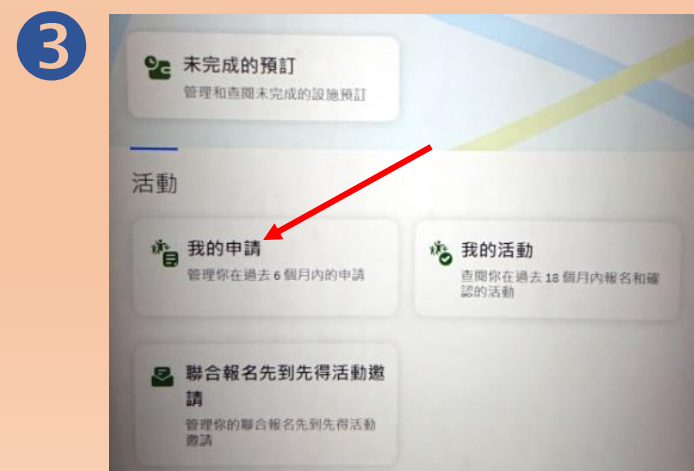 3
未完成的預訂
管理和查閱未完成的設施預訂
活動
我的申請
管理你在過去 6 個月內的申請
我的活動
查閱你在過去 18 個月內報名和確
認的活動
聯合報名先到先得活動邀
請
管理你的聯合報名先到先得活動
邀請